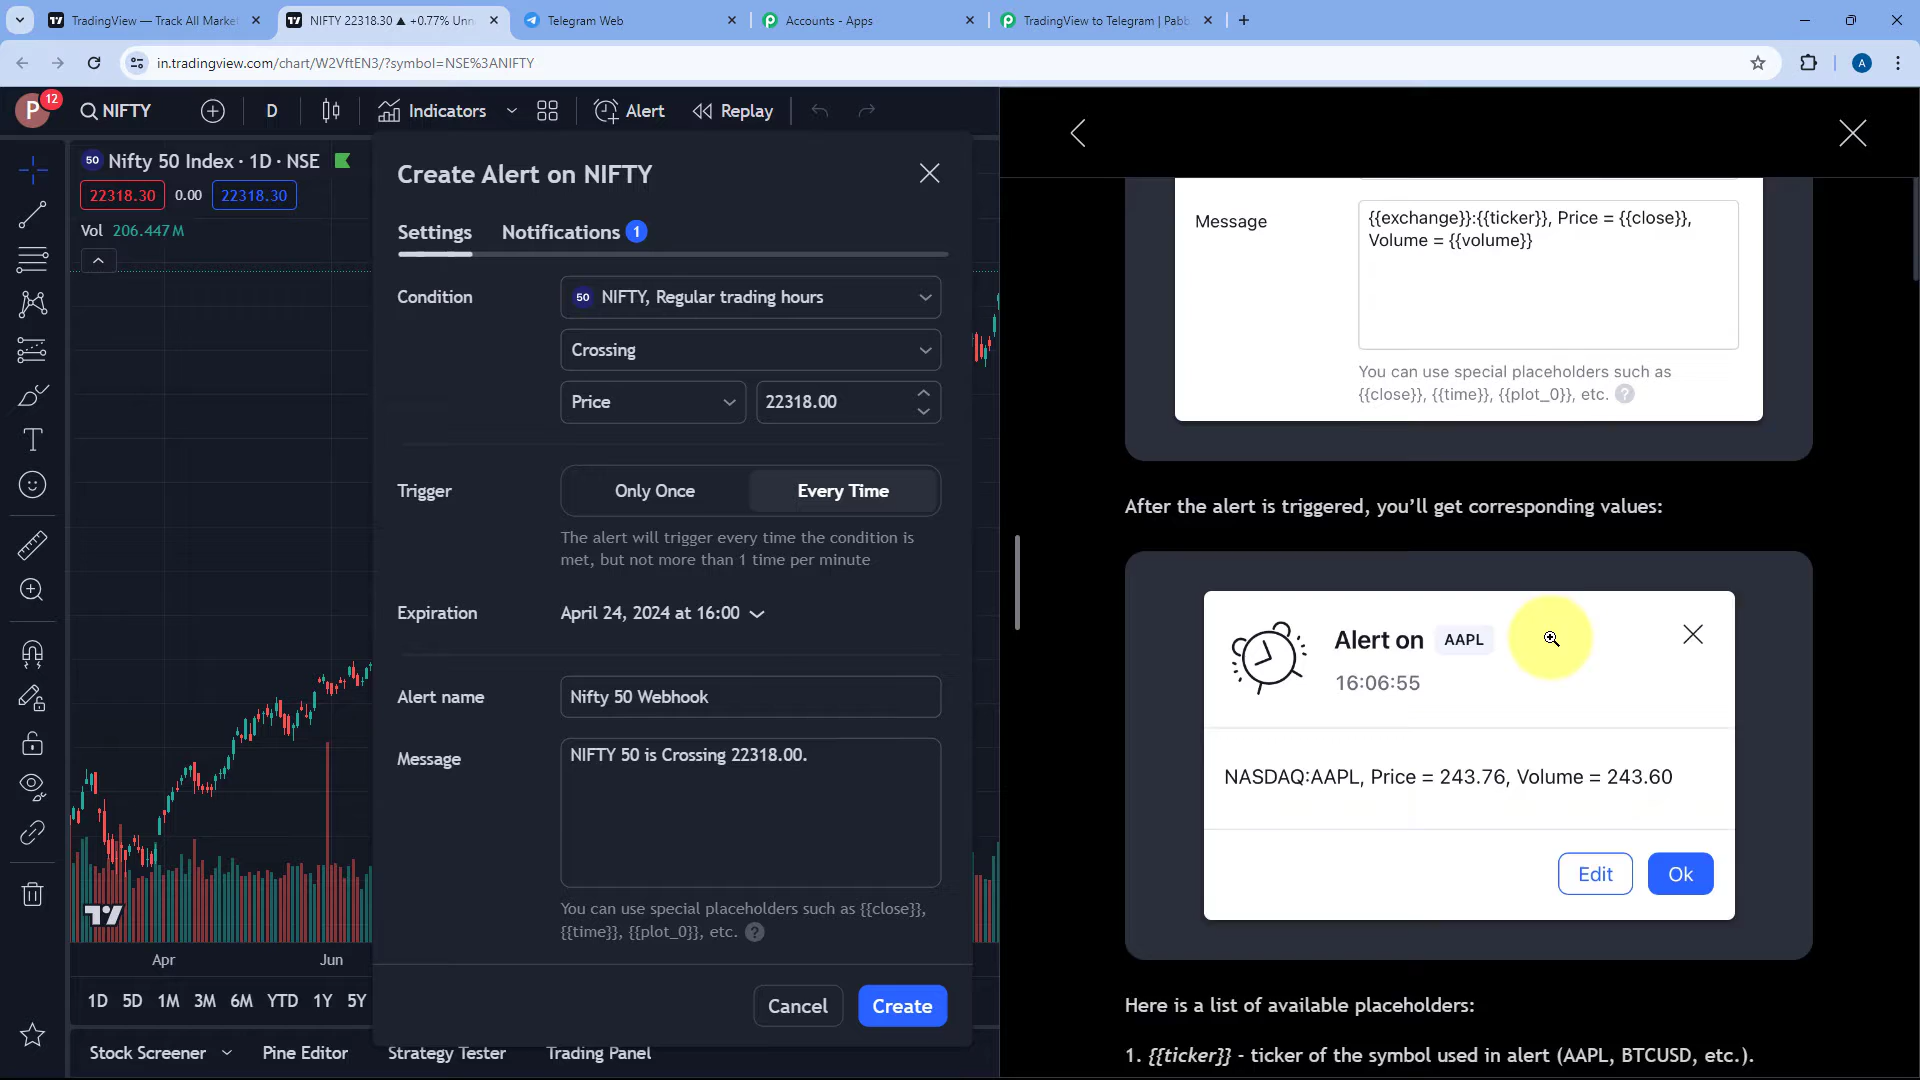 TradingView — Track All Marke
NIFTY 22318.30 ▲ +0.77% Unn
Telegram Web
Accounts - Apps
TradingView to Telegram | Pabb
in.tradingview.com/chart/W2VftEN3/?symbol=NSE%3ANIFTY
A
P
12
NIFTY
D
Indicators
Alert
Replay
50 Nifty 50 Index · 1D · NSE
22318.30 0.00 22318.30
Vol 206.447 M
Create Alert on NIFTY
Settings
Notifications 1
Condition
50 NIFTY, Regular trading hours
Crossing
Price
22318.00
Trigger
Only Once
Every Time
The alert will trigger every time the condition is
met, but not more than 1 time per minute
Expiration
April 24, 2024 at 16:00
Alert name
Nifty 50 Webhook
Message
NIFTY 50 is Crossing 22318.00.
You can use special placeholders such as {{close}},
{{time}}, {{plot_0}}, etc. ?
Cancel
Create
Apr
Jun
1D 5D 1M 3M 6M YTD 1Y 5Y
Stock Screener
Pine Editor
Strategy Tester
Trading Panel
Message
{{exchange}}:{{ticker}}, Price = {{close}},
Volume = {{volume}}
You can use special placeholders such as
{{close}}, {{time}}, {{plot_0}}, etc. ?
After the alert is triggered, you’ll get corresponding values:
Alert on AAPL
16:06:55
NASDAQ:AAPL, Price = 243.76, Volume = 243.60
Edit
Ok
Here is a list of available placeholders:
1. {{ticker}} - ticker of the symbol used in alert (AAPL, BTCUSD, etc.).